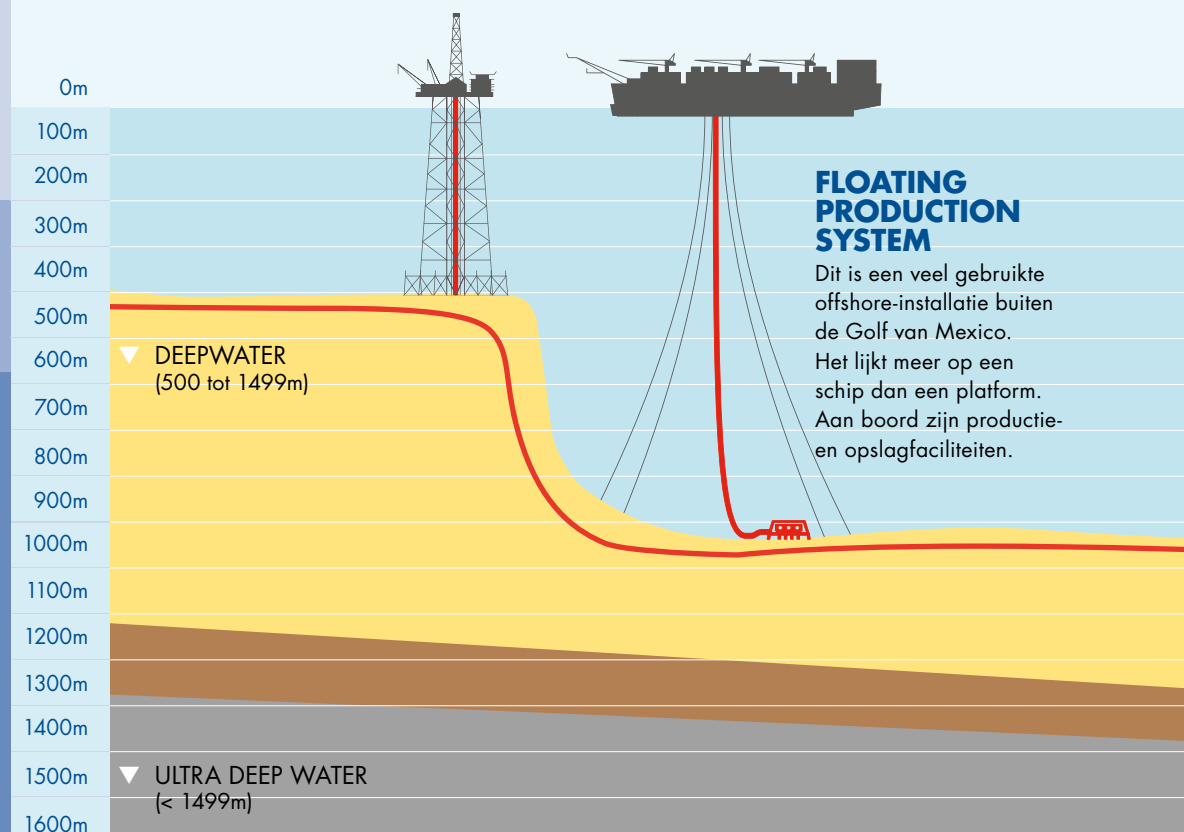 0m
100m
200m
300m
400m
500m
600m
700m
800m
900m
1000m
1100m
1200m
1300m
1400m
1500m
1600m
FLOATING
PRODUCTION
SYSTEM
Dit is een veel gebruikte
offshore-installatie buiten
de Golf van Mexico.
Het lijkt meer op een
schip dan een platform.
Aan boord zijn productie-
en opslagfaciliteiten.
DEEPWATER
(500 tot 1499m)
ULTRA DEEP WATER
(< 1499m)